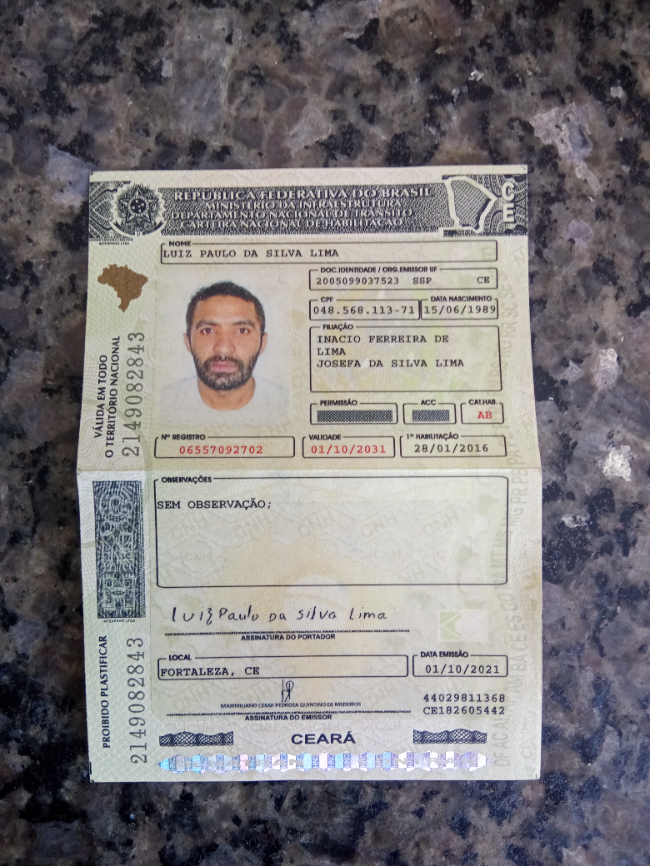 REPÚBLICA FEDERATIVA DO BRASIL
MINISTÉRIO DA INFRAESTRUTURA
DEPARTAMENTO NACIONAL DE TRÂNSITO
CARTEIRA NACIONAL DE HABILITAÇÃO
CE
NOME
LUIZ PAULO DA SILVA LIMA
DOC. IDENTIDADE / ORG. EMISSOR UF
2005099037523 SSP CE
CPF
048.568.113-71
DATA NASCIMENTO
15/06/1989
FILIAÇÃO
INACIO FERREIRA DE
LIMA
JOSEFA DA SILVA LIMA
PERMISSÃO
ACC
CAT.HAB.
AB
Nº REGISTRO
06557092702
VALIDADE
01/10/2031
1ª HABILITAÇÃO
28/01/2016
VÁLIDA EM TODO
O TERRITÓRIO NACIONAL
2149082843
OBSERVAÇÕES
SEM OBSERVAÇÃO;
Luiz Paulo da Silva Lima
ASSINATURA DO PORTADOR
LOCAL
FORTALEZA, CE
DATA EMISSÃO
01/10/2021
MAXIMILIANO CESAR PEDROSA QUINTINO DE MEDEIROS
ASSINATURA DO EMISSOR
44029811368
CE182605442
PROIBIDO PLASTIFICAR
2149082843
CEARÁ